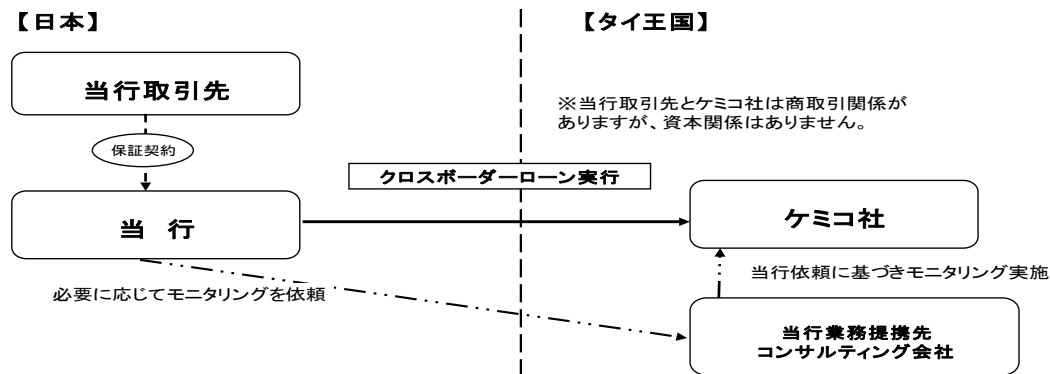 【日本】
【タイ王国】
当行取引先
※当行取引先とケミコ社は商取引関係が
ありますが、資本関係はありません。
保証契約
クロスボーダーローン実行
当 行
ケミコ社
当行依頼に基づきモニタリング実施
必要に応じてモニタリングを依頼
当行業務提携先
コンサルティング会社